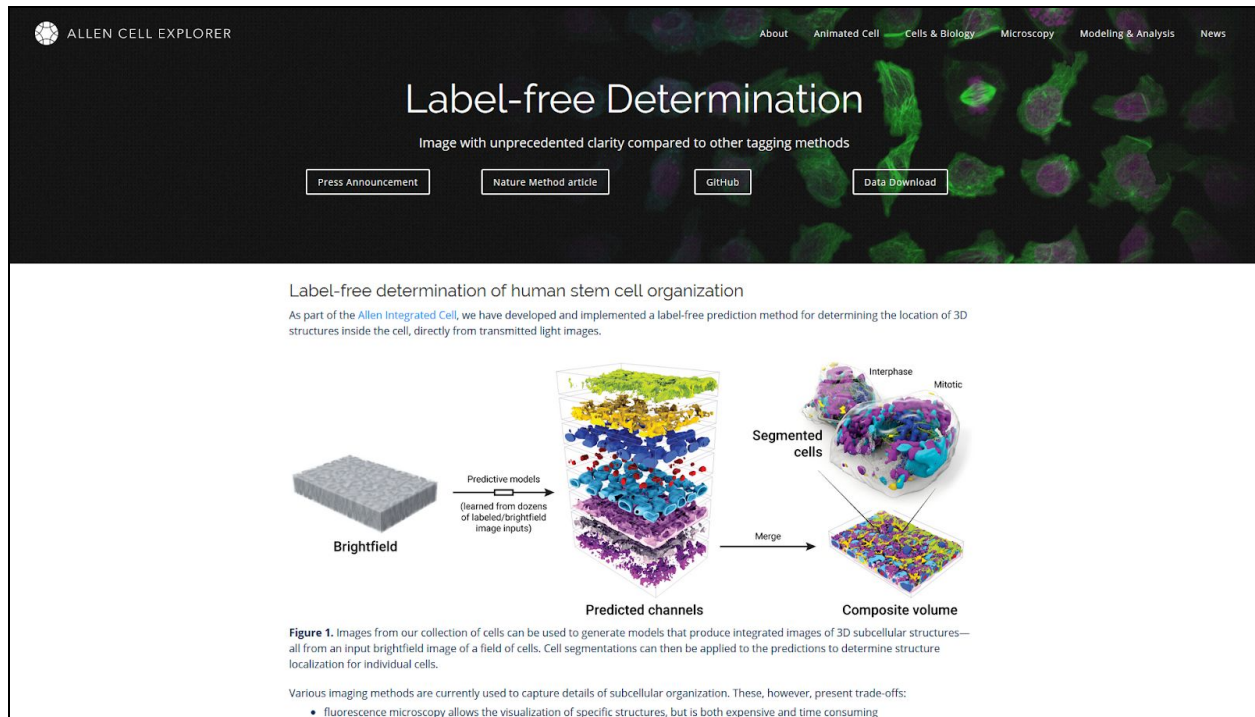 ALLEN CELL EXPLORER
About Animated Cell Cells & Biology Microscopy Modeling & Analysis News
Label-free Determination
Image with unprecedented clarity compared to other tagging methods
Press Announcement Nature Method article GitHub Data Download
Label-free determination of human stem cell organization
As part of the Allen Integrated Cell, we have developed and implemented a label-free prediction method for determining the location of 3D
structures inside the cell, directly from transmitted light images.
Brightfield
Predictive models
(learned from dozens
of labeled/brightfield
image inputs)
Predicted channels
Merge
Interphase
Mitotic
Segmented
cells
Composite volume
Figure 1. Images from our collection of cells can be used to generate models that produce integrated images of 3D subcellular structures—
all from an input brightfield image of a field of cells. Cell segmentations can then be applied to the predictions to determine structure
localization for individual cells.
Various imaging methods are currently used to capture details of subcellular organization. These, however, present trade-offs:
• fluorescence microscopy allows the visualization of specific structures, but is both expensive and time consuming